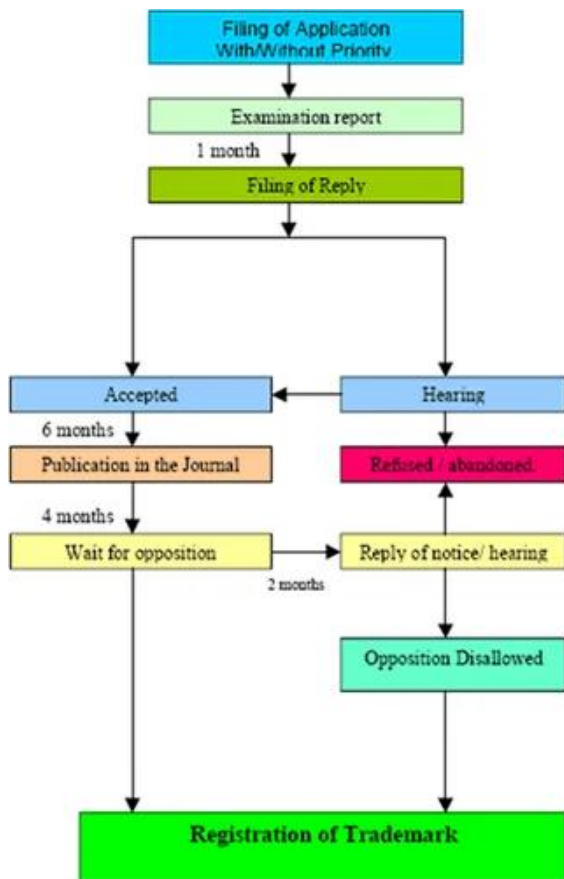 Filing of Application
With/Without Priority
Examination report
1 month
Filing of Reply
Accepted
Hearing
6 months
Publication in the Journal
Refused / abandoned.
4 months
Wait for opposition
Reply of notice/ hearing
2 months
Opposition Disallowed
Registration of Trademark